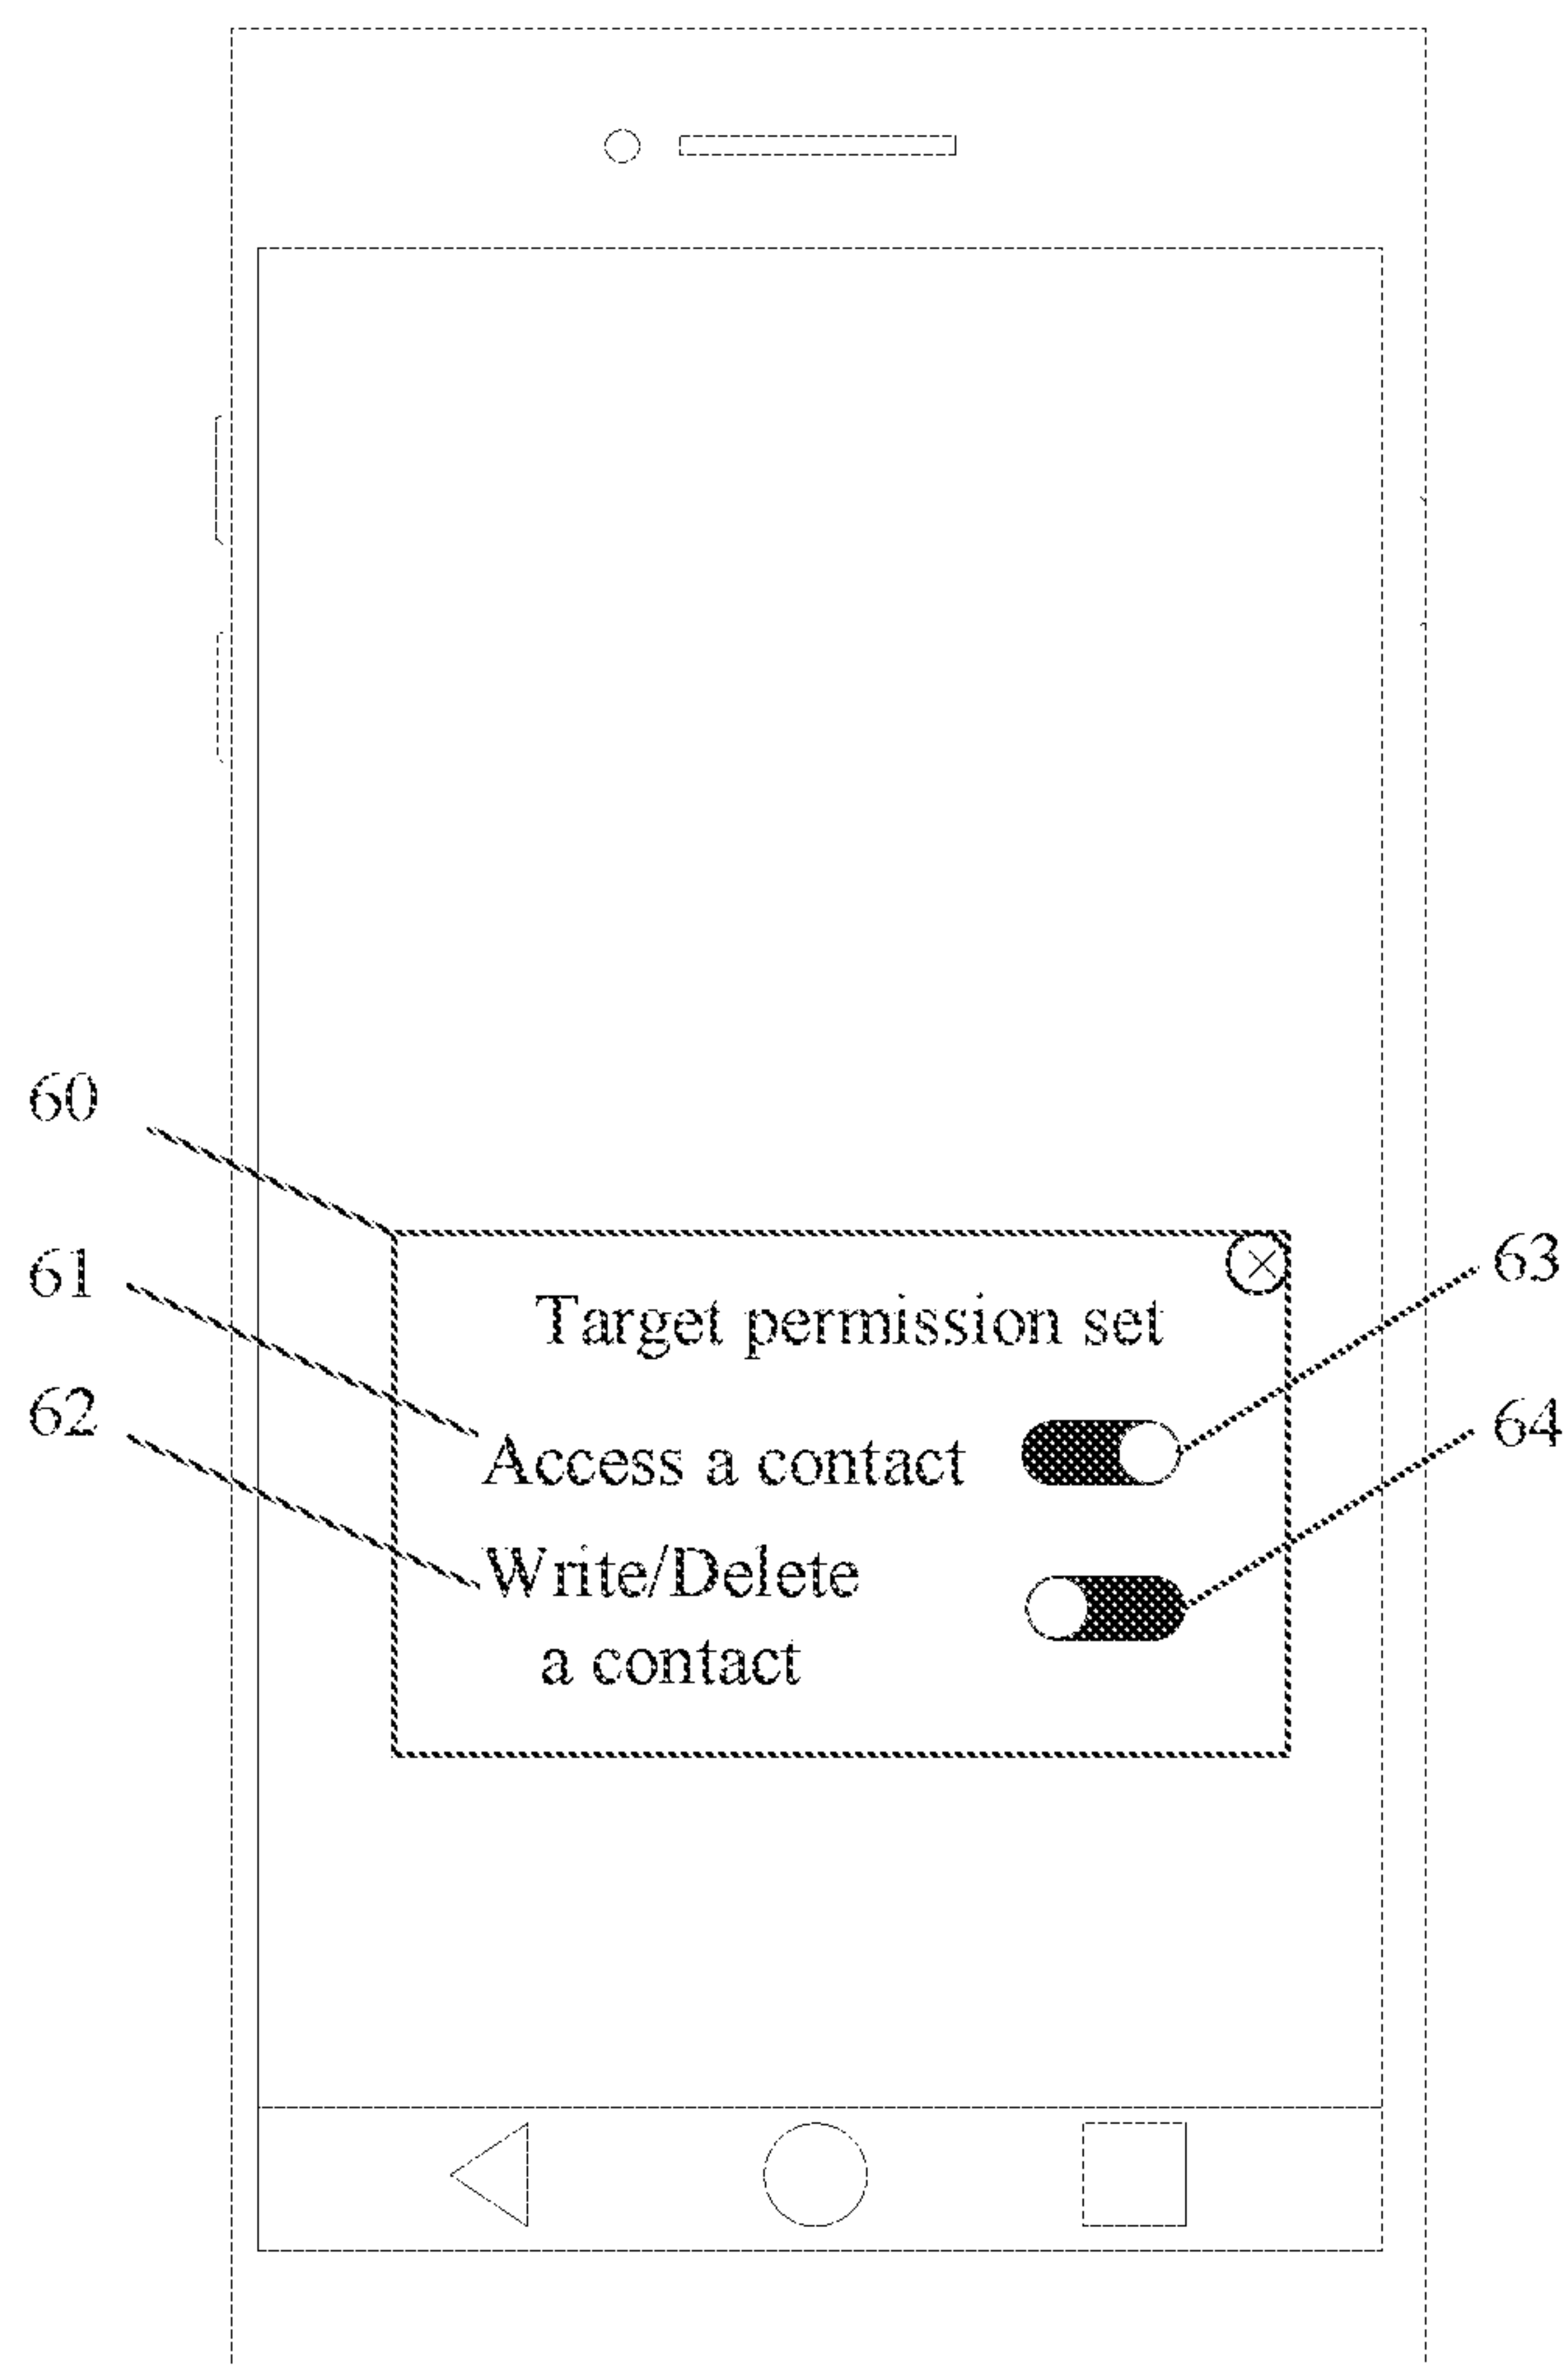 60
61
62
63
64
Target permission set
Access a contact
Write/Delete
a contact